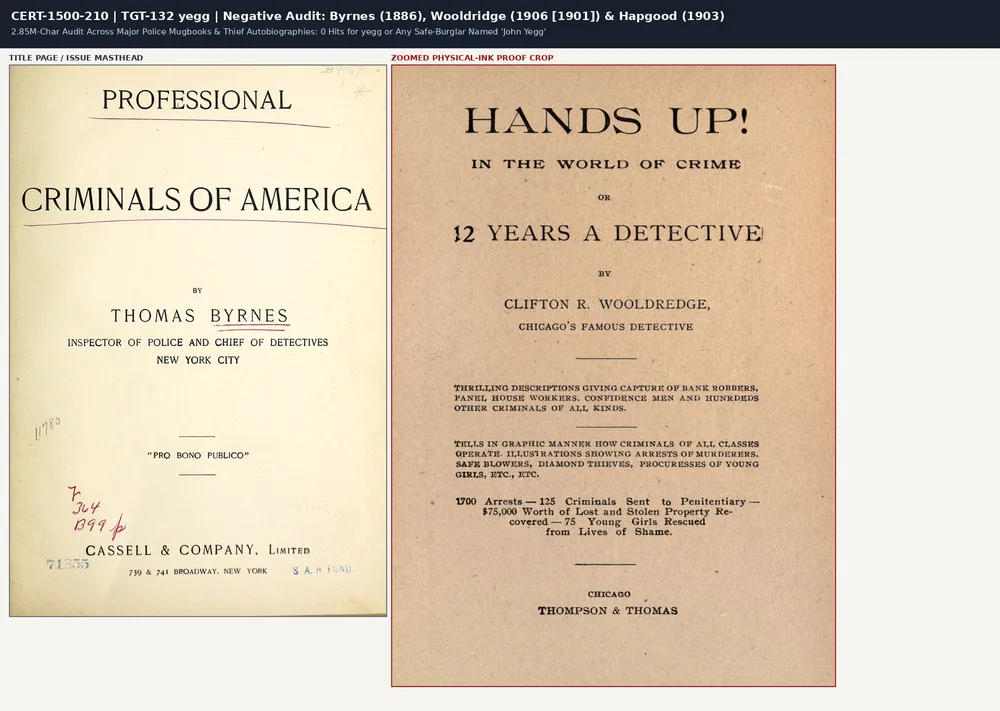 CERT-1500-210 | TGT-132 yegg | Negative Audit: Byrnes (1886), Wooldridge (1906 [1901]) & Hapgood (1903)
2.85M-Char Audit Across Major Police Mugbooks & Thief Autobiographies: 0 Hits for yegg or Any Safe-Burglar Named 'John Yegg'
TITLE PAGE / ISSUE MASTHEAD
PROFESSIONAL
CRIMINALS OF AMERICA
BY
THOMAS BYRNES
INSPECTOR OF POLICE AND CHIEF OF DETECTIVES
NEW YORK CITY
11780
"PRO BONO PUBLICO"
364
B99p
CASSELL & COMPANY, LIMITED
71355
739 & 741 BROADWAY, NEW YORK
S. A. H FUND.
ZOOMED PHYSICAL-INK PROOF CROP
HANDS UP!
IN THE WORLD OF CRIME
OR
12 YEARS A DETECTIVE
BY
CLIFTON R. WOOLDREDGE,
CHICAGO'S FAMOUS DETECTIVE
THRILLING DESCRIPTIONS GIVING CAPTURE OF BANK ROBBERS,
PANEL HOUSE WORKERS, CONFIDENCE MEN AND HUNRDEDS
OTHER CRIMINALS OF ALL KINDS.
TELLS IN GRAPHIC MANNER HOW CRIMINALS OF ALL CLASSES
OPERATE. ILLUSTRATIONS SHOWING ARRESTS OF MURDERERS,
SAFE BLOWERS, DIAMOND THIEVES, PROCURESSES OF YOUNG
GIRLS, ETC., ETC.
1700 Arrests — 125 Criminals Sent to Penitentiary —
$75,000 Worth of Lost and Stolen Property Re-
covered — 75 Young Girls Rescued
from Lives of Shame.
CHICAGO
THOMPSON & THOMAS